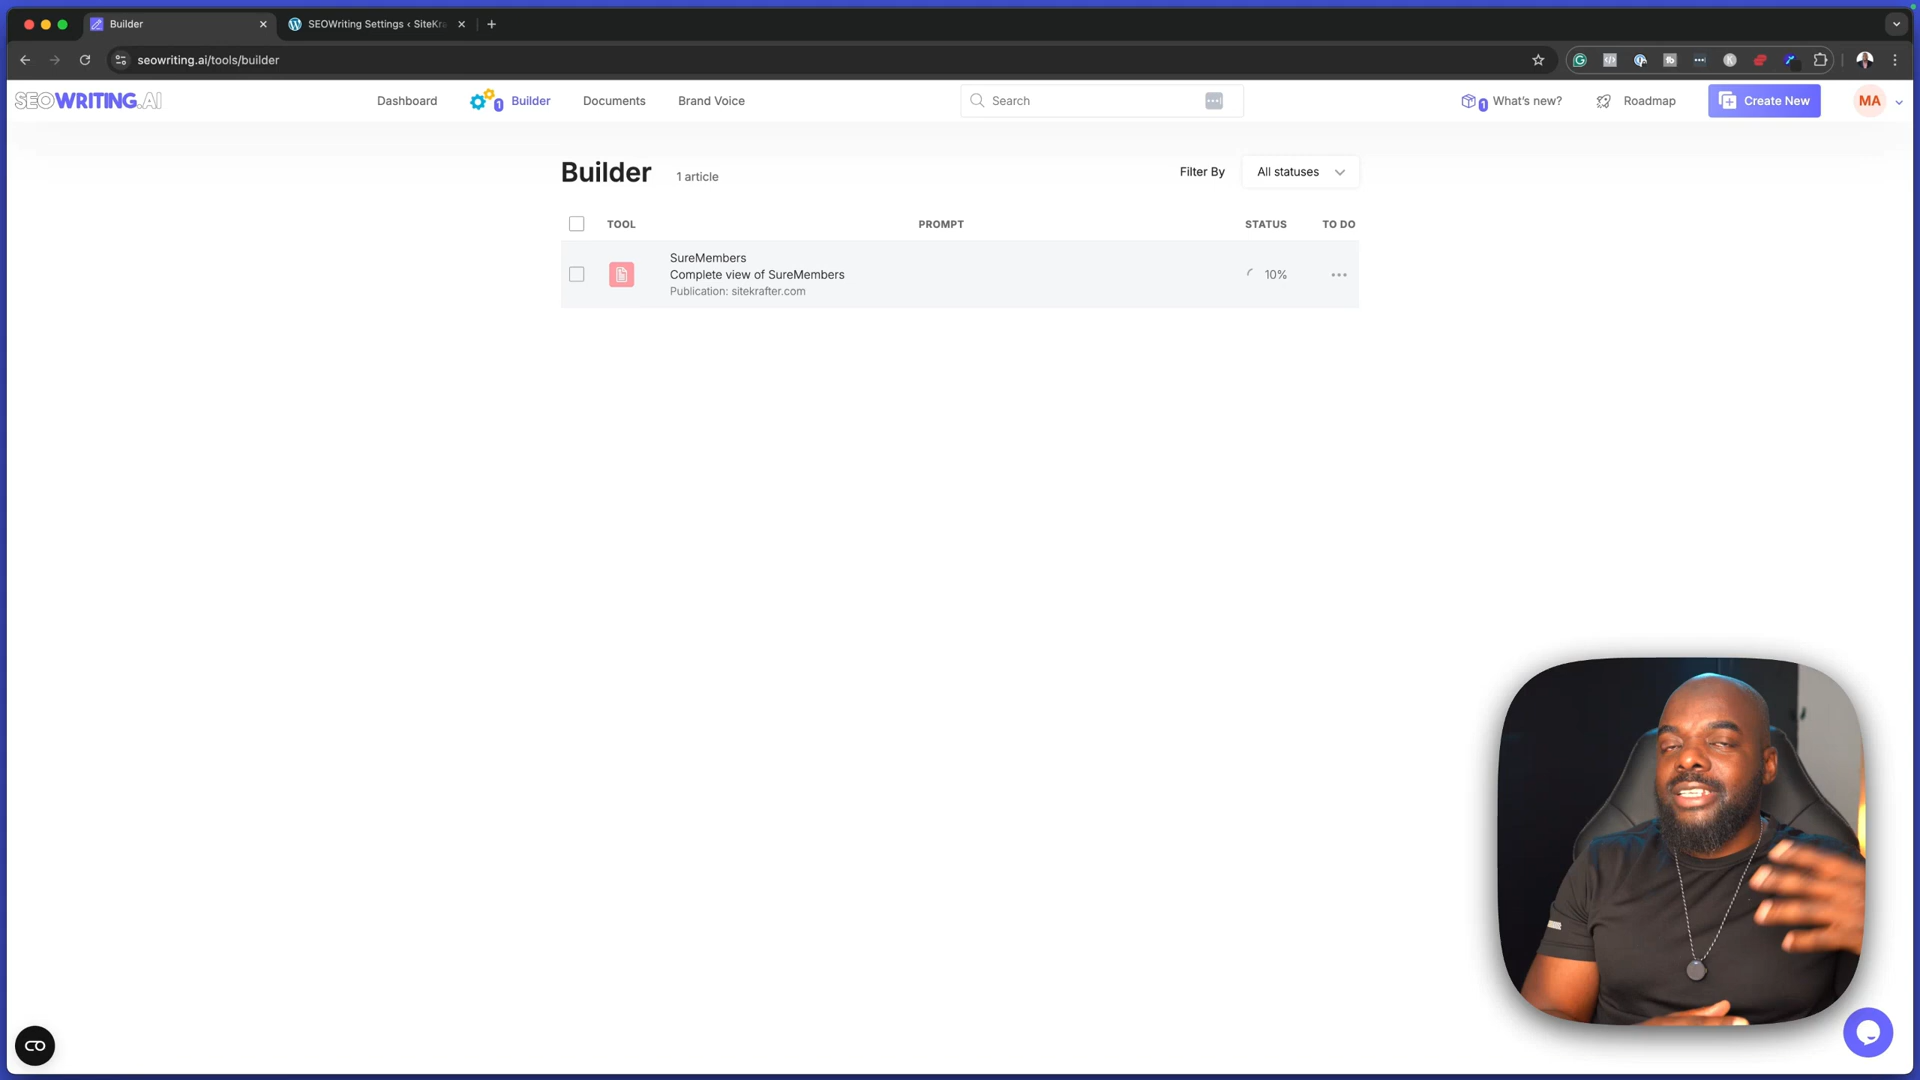 Builder
SEOWriting Settings ‹ SiteKra
seowriting.ai/tools/builder
SEOWRITING.AI
Dashboard
1
Builder
Documents
Brand Voice
Search
1
What's new?
Roadmap
Create New
MA
Builder
1 article
Filter By
All statuses
TOOL
PROMPT
STATUS
TO DO
SureMembers
Complete view of SureMembers
Publication: sitekrafter.com
10%